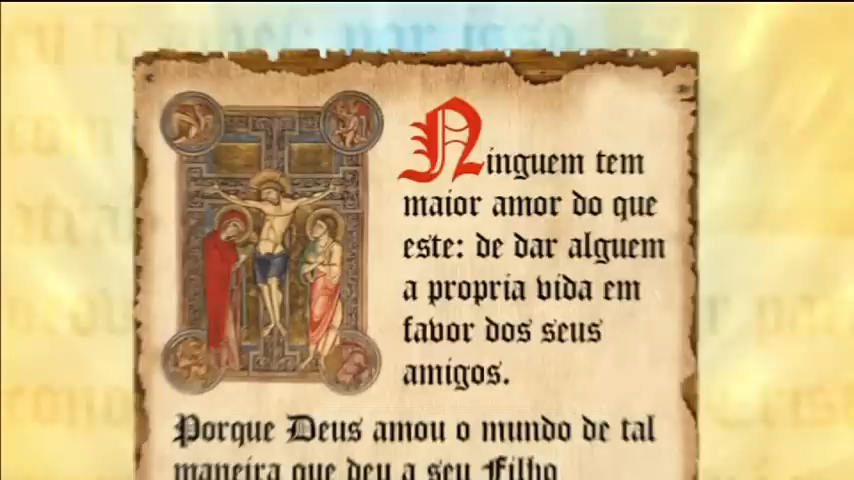 Ninguem tem
maior amor do que
este: de dar alguem
a propria vida em
favor dos seus
amigos.
Porque Deus amou o mundo de tal
maneira que deu a seu Filho